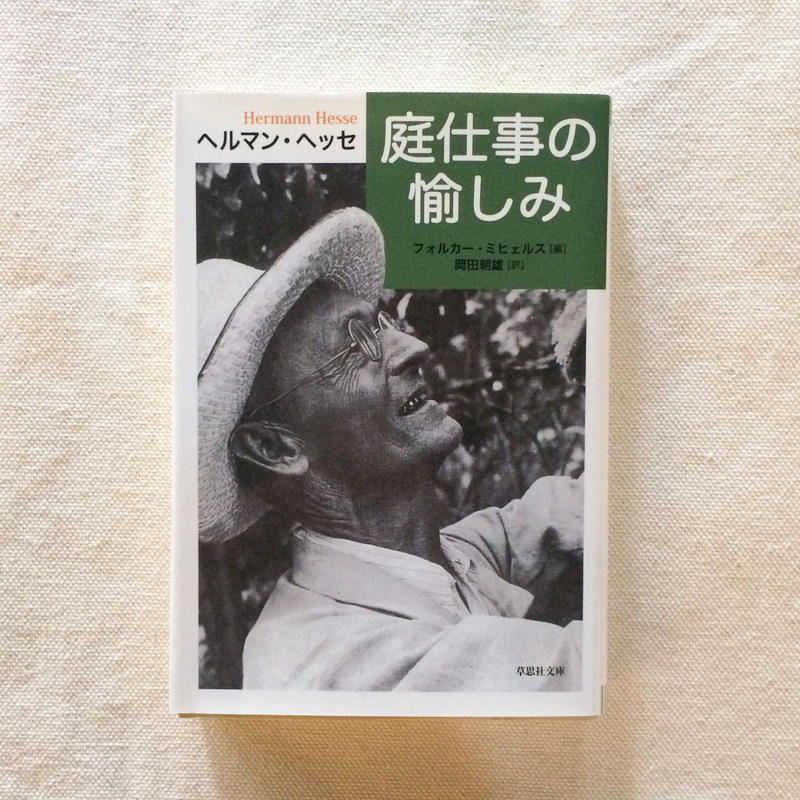 Hermann Hesse
ヘルマン・ヘッセ
庭仕事の
愉しみ
フォルカー・ミヒェルス[編]
岡田朝雄[訳]
草思社文庫